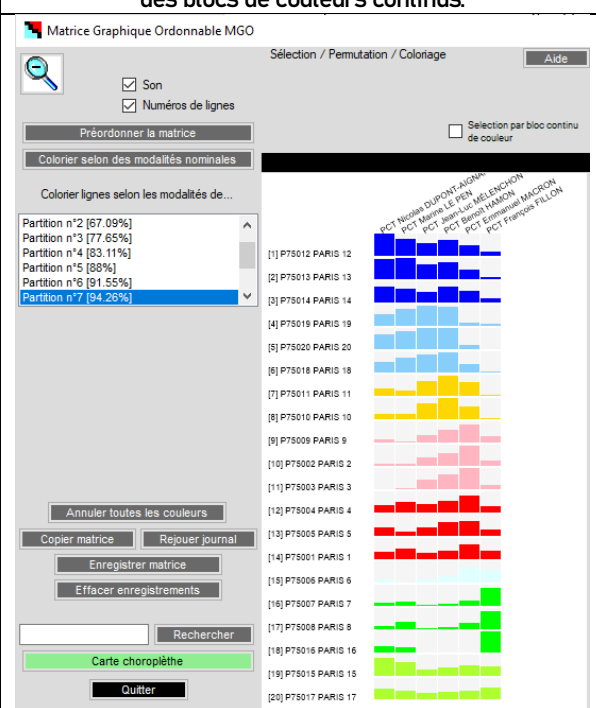 des blocs de couleurs continus.
Matrice Graphique Ordonnable MGO
Sélection / Permutation / Coloriage
Aide
Son
Numéros de lignes
Préordonner la matrice
Selection par bloc continu
de couleur
Colorier selon des modalités nominales
Colorier lignes selon les modalités de...
PCT Nicolas DUPONT-AIGNAN
PCT Marine LE PEN
PCT Jean-Luc MÉLENCHON
PCT Benoît HAMON
PCT Emmanuel MACRON
PCT François FILLON
Partition n°2 [67.09%]
Partition n°3 [77.65%]
Partition n°4 [83.11%]
Partition n°5 [88%]
Partition n°6 [91.55%]
Partition n°7 [94.26%]
[1] P75012 PARIS 12
[2] P75013 PARIS 13
[3] P75014 PARIS 14
[4] P75019 PARIS 19
[5] P75020 PARIS 20
[6] P75018 PARIS 18
[7] P75011 PARIS 11
[8] P75010 PARIS 10
[9] P75009 PARIS 9
[10] P75002 PARIS 2
[11] P75003 PARIS 3
[12] P75004 PARIS 4
[13] P75005 PARIS 5
[14] P75001 PARIS 1
[15] P75006 PARIS 6
[16] P75007 PARIS 7
[17] P75008 PARIS 8
[18] P75016 PARIS 16
[19] P75015 PARIS 15
[20] P75017 PARIS 17
Annuler toutes les couleurs
Copier matrice
Rejouer journal
Enregistrer matrice
Effacer enregistrements
Rechercher
Carte choroplèthe
Quitter